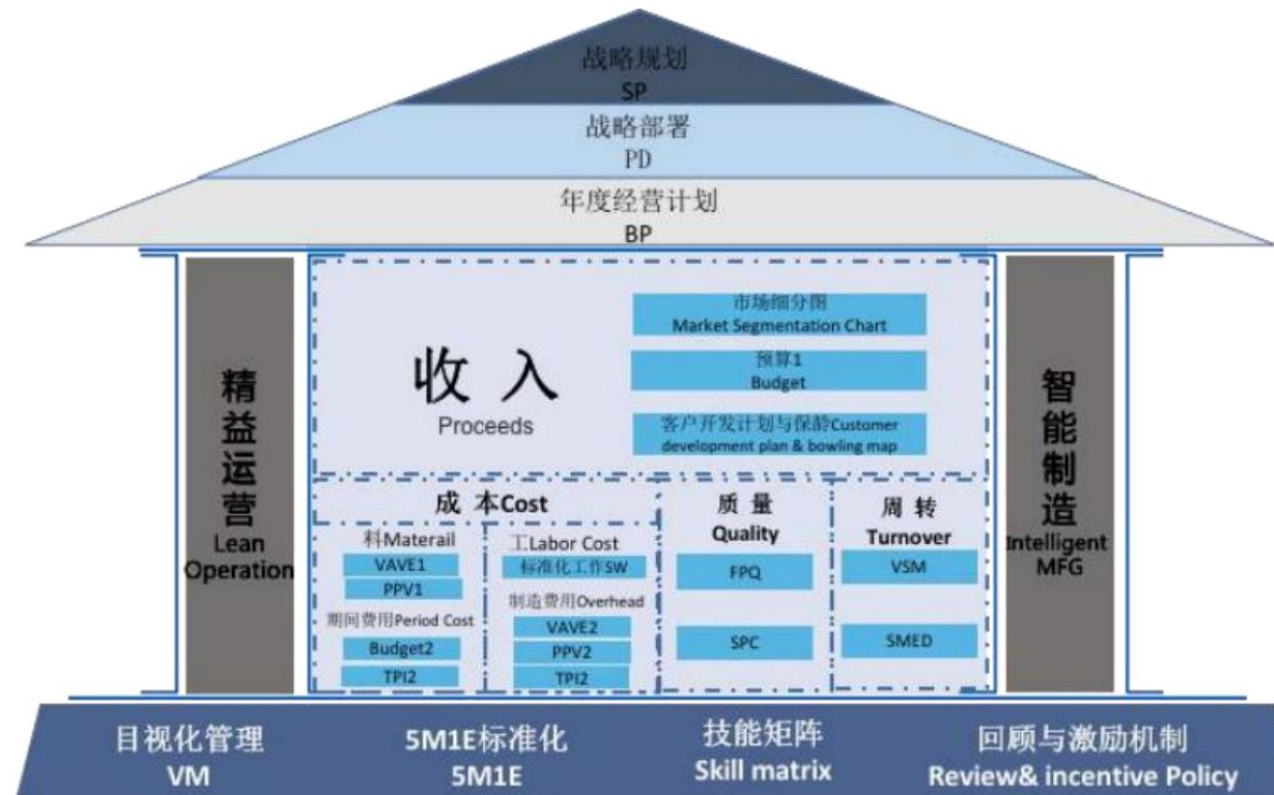 战略规划
SP
战略部署
PD
年度经营计划
BP
精益运营
Lean
Operation
收 入
Proceeds
市场细分图
Market Segmentation Chart
预算1
Budget
客户开发计划与保龄Customer
development plan & bowling map
成 本Cost
料Materail
VAVE1
PPV1
期间费用Period Cost
Budget2
TPI2
工Labor Cost
标准化工作SW
制造费用Overhead
VAVE2
PPV2
TPI2
质 量
Quality
FPQ
SPC
周 转
Turnover
VSM
SMED
智能制造
Intelligent
MFG
目视化管理
VM
5M1E标准化
5M1E
技能矩阵
Skill matrix
回顾与激励机制
Review& incentive Policy